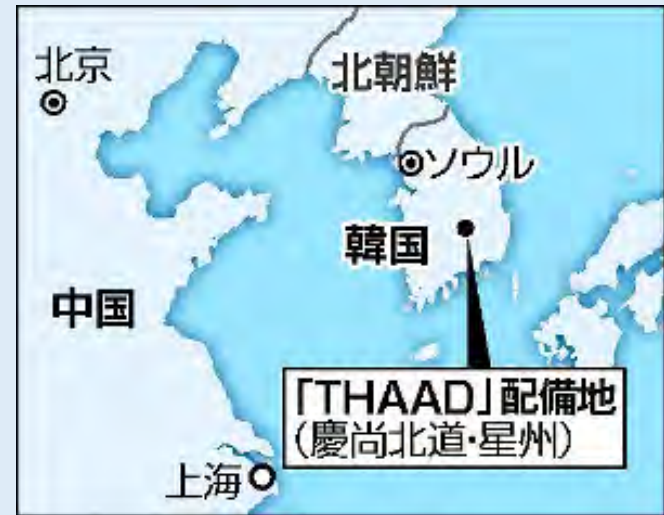 北京
北朝鮮
ソウル
韓国
中国
「THAAD」配備地
(慶尚北道・星州)
上海